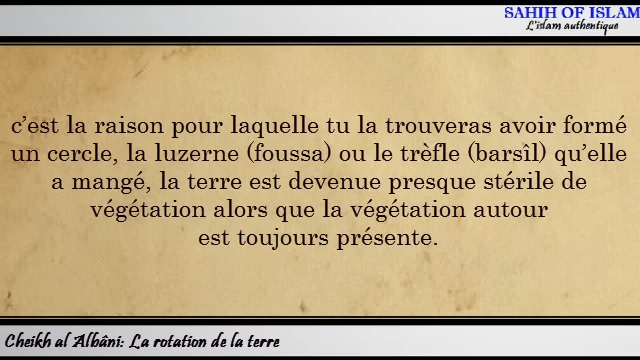 SAHIH OF ISLAM
L'islam authentique
c'est la raison pour laquelle tu la trouveras avoir formé
un cercle, la luzerne (foussa) ou le trèfle (barsîl) qu'elle
a mangé, la terre est devenue presque stérile de
végétation alors que la végétation autour
est toujours présente.
Cheikh al Albâni: La rotation de la terre